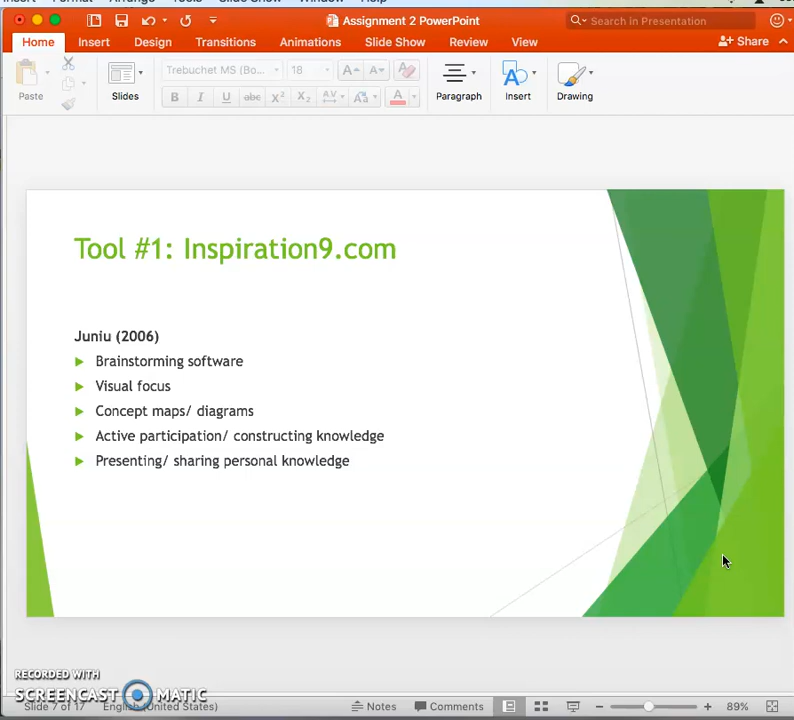 Assignment 2 PowerPoint
Search in Presentation
Home Insert Design Transitions Animations Slide Show Review View Share
Trebuchet MS (Bo... 18
Paste Slides Paragraph Insert Drawing
Tool #1: Inspiration9.com
Juniu (2006)
Brainstorming software
Visual focus
Concept maps/ diagrams
Active participation/ constructing knowledge
Presenting/ sharing personal knowledge
RECORDED WITH
SCREENCAST MATIC
Slide 7 of 17 English (United States) Notes Comments 89%